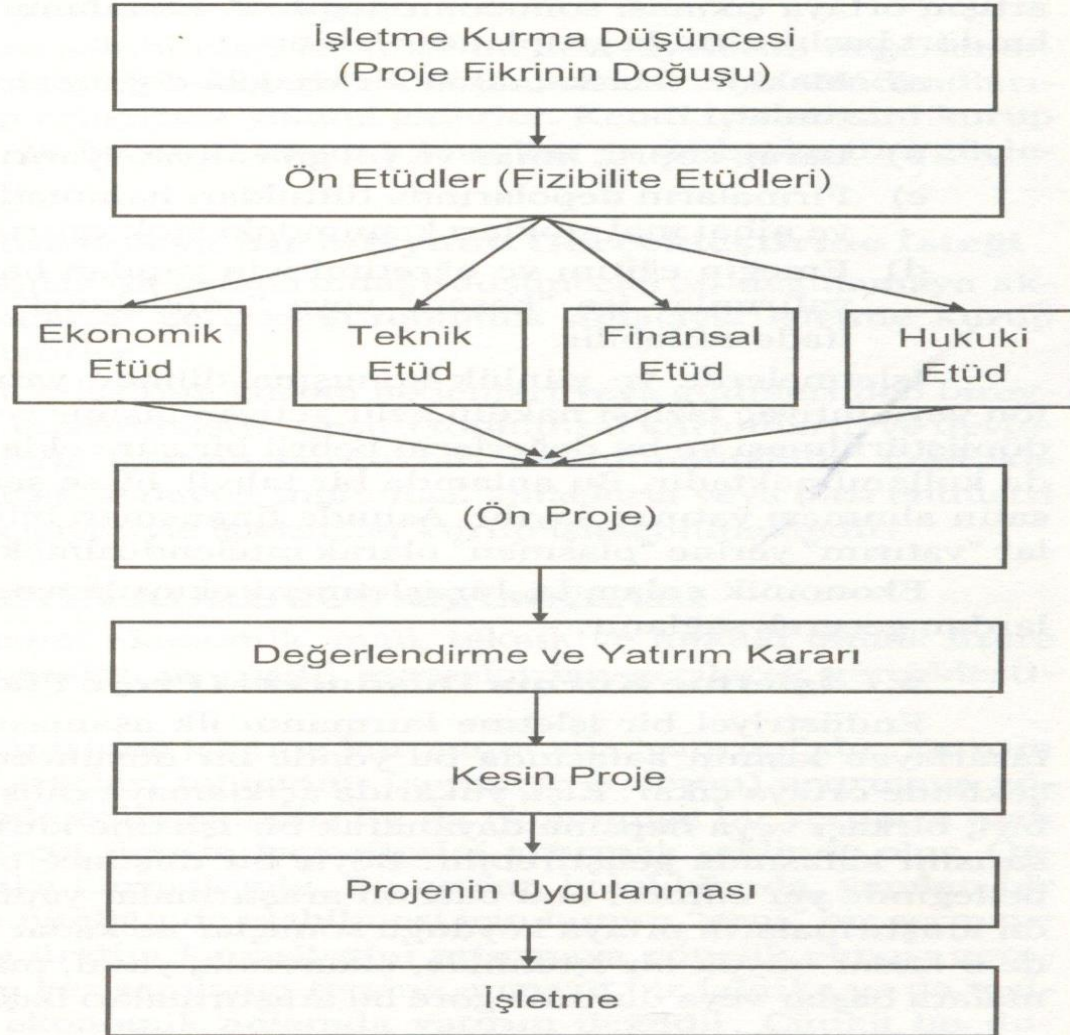 İşletme Kurma Düşüncesi
(Proje Fikrinin Doğuşu)
Ön Etüdler (Fizibilite Etüdleri)
Ekonomik
Etüd
Teknik
Etüd
Finansal
Etüd
Hukuki
Etüd
(Ön Proje)
Değerlendirme ve Yatırım Kararı
Kesin Proje
Projenin Uygulanması
İşletme